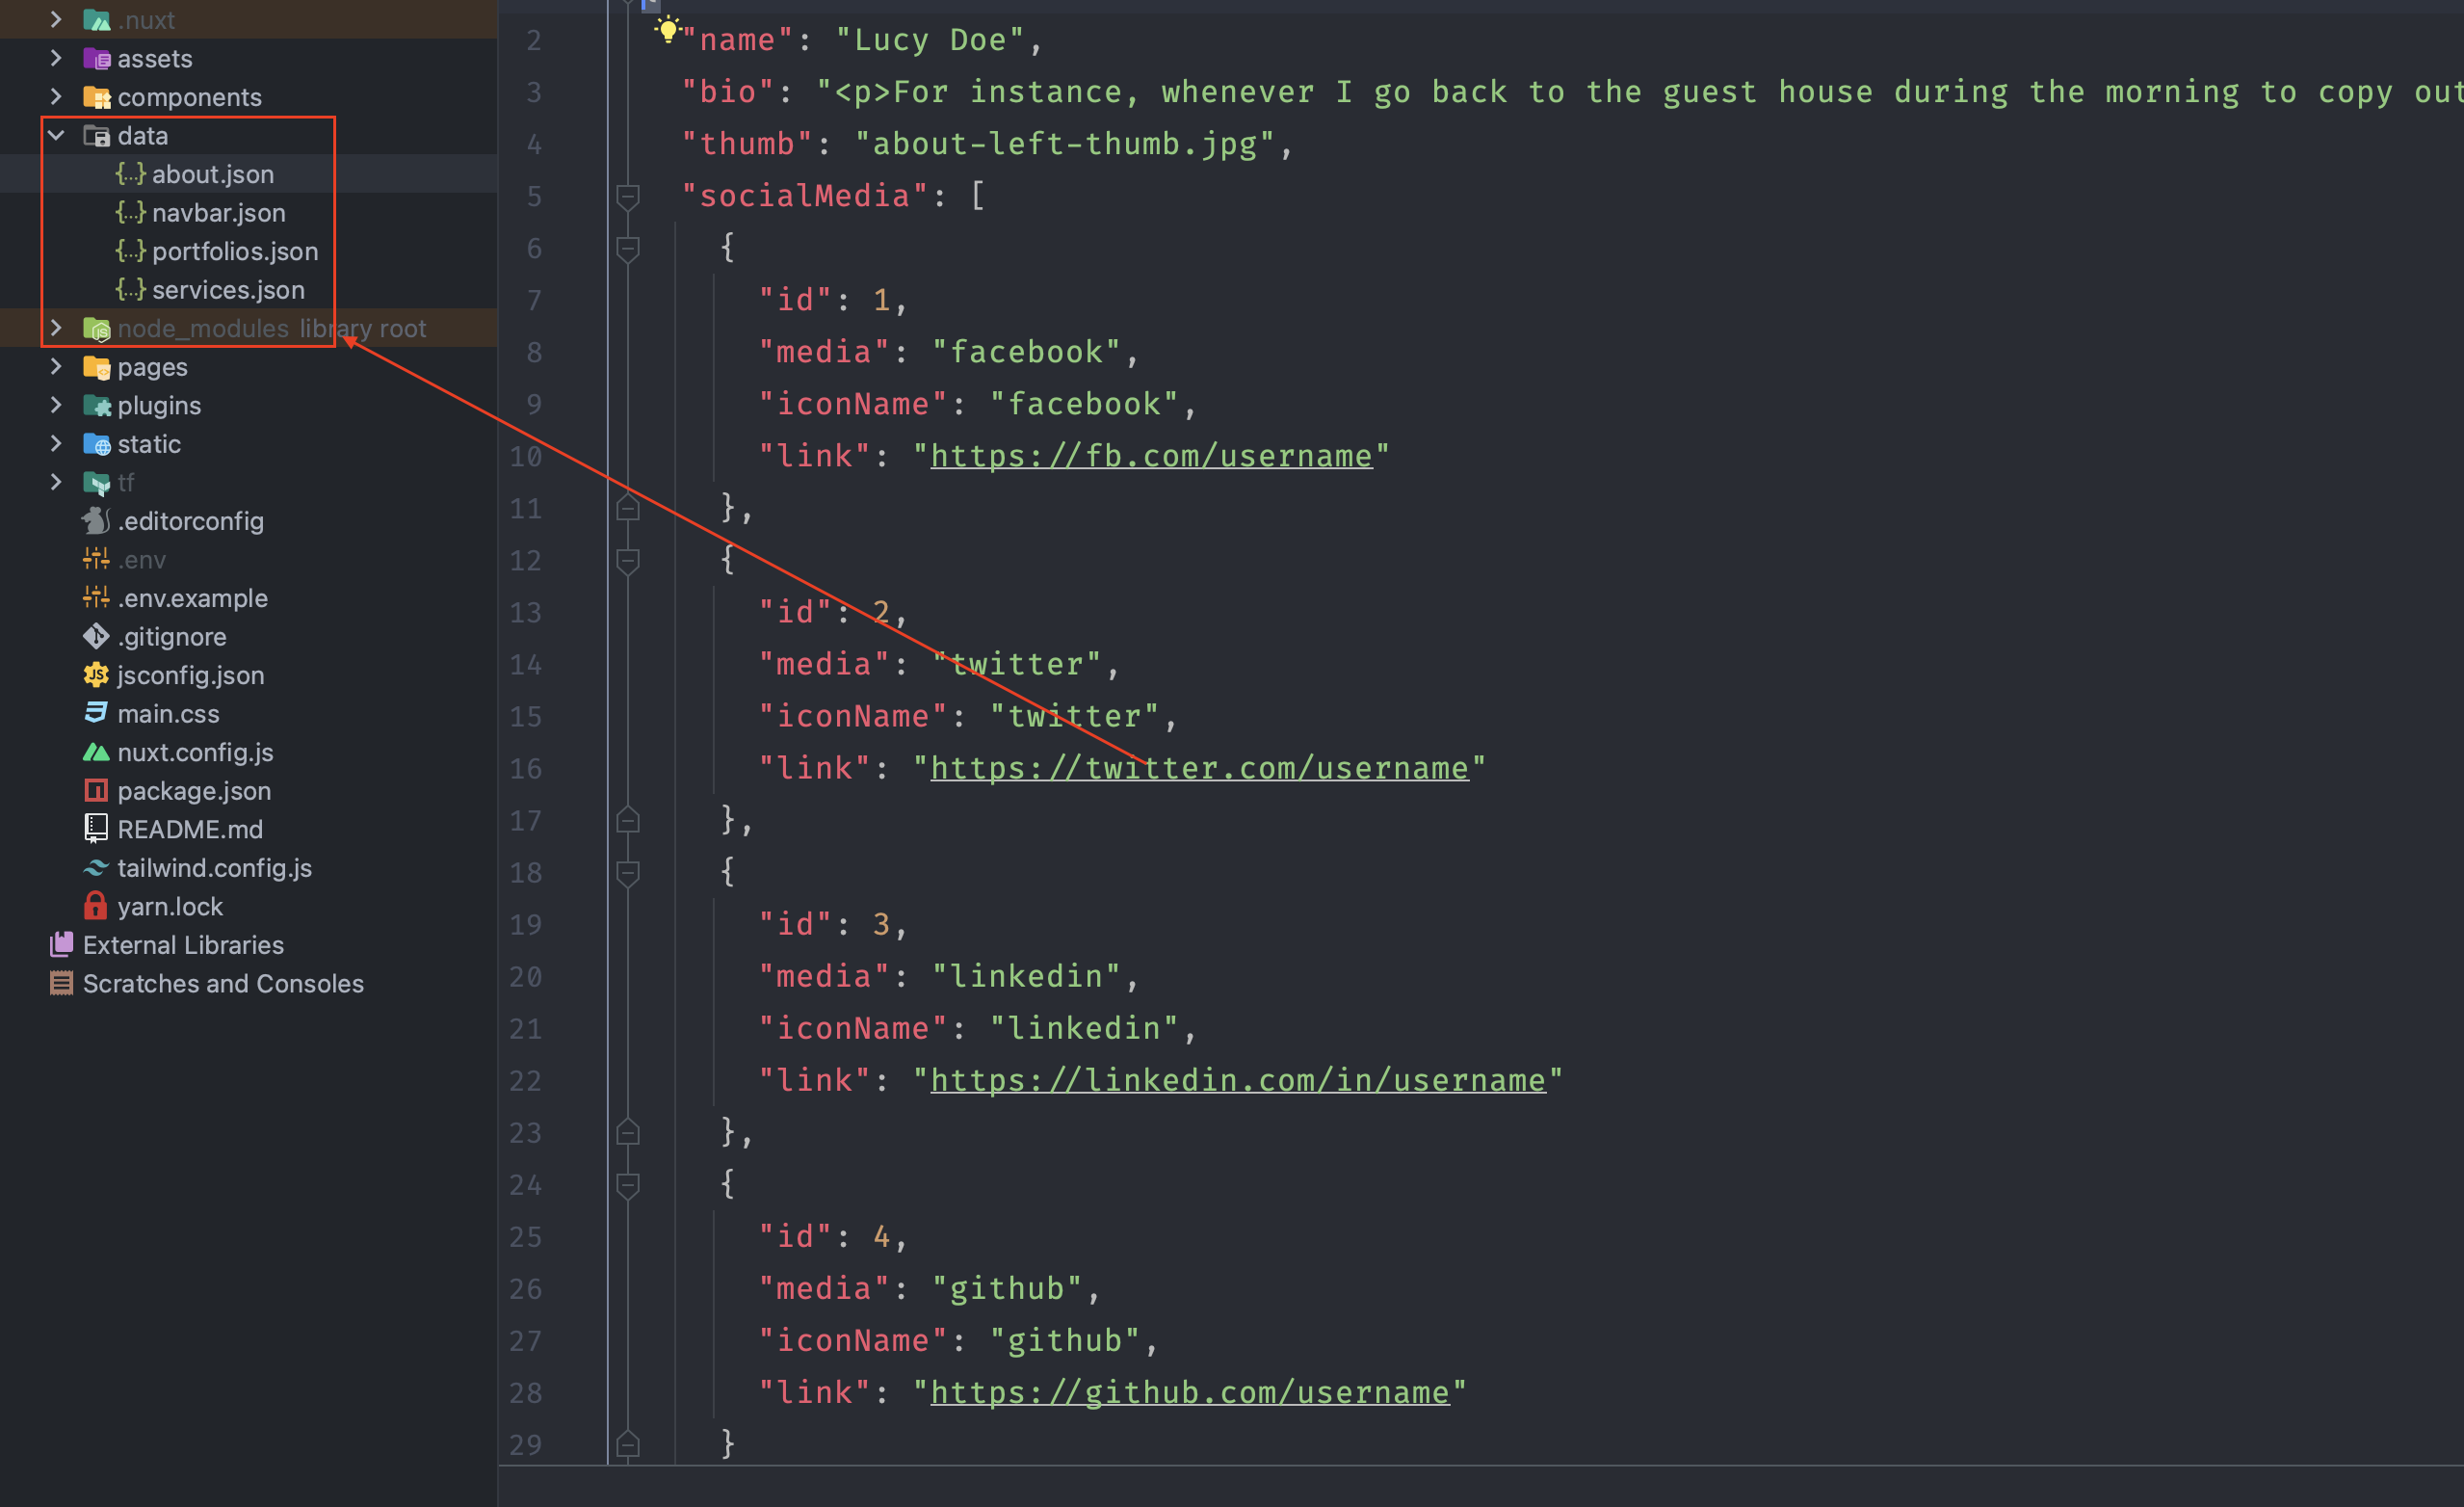 .nuxt
assets
components
data
about.json
navbar.json
portfolios.json
services.json
node_modules library root
pages
plugins
static
tf
.editorconfig
.env
.env.example
.gitignore
jsconfig.json
main.css
nuxt.config.js
package.json
README.md
tailwind.config.js
yarn.lock
External Libraries
Scratches and Consoles
2 "name": "Lucy Doe",
3 "bio": "<p>For instance, whenever I go back to the guest house during the morning to copy out
4 "thumb": "about-left-thumb.jpg",
5 "socialMedia": [
6 {
7 "id": 1,
8 "media": "facebook",
9 "iconName": "facebook",
10 "link": "https://fb.com/username"
11 },
12 {
13 "id": 2,
14 "media": "twitter",
15 "iconName": "twitter",
16 "link": "https://twitter.com/username"
17 },
18 {
19 "id": 3,
20 "media": "linkedin",
21 "iconName": "linkedin",
22 "link": "https://linkedin.com/in/username"
23 },
24 {
25 "id": 4,
26 "media": "github",
27 "iconName": "github",
28 "link": "https://github.com/username"
29 }